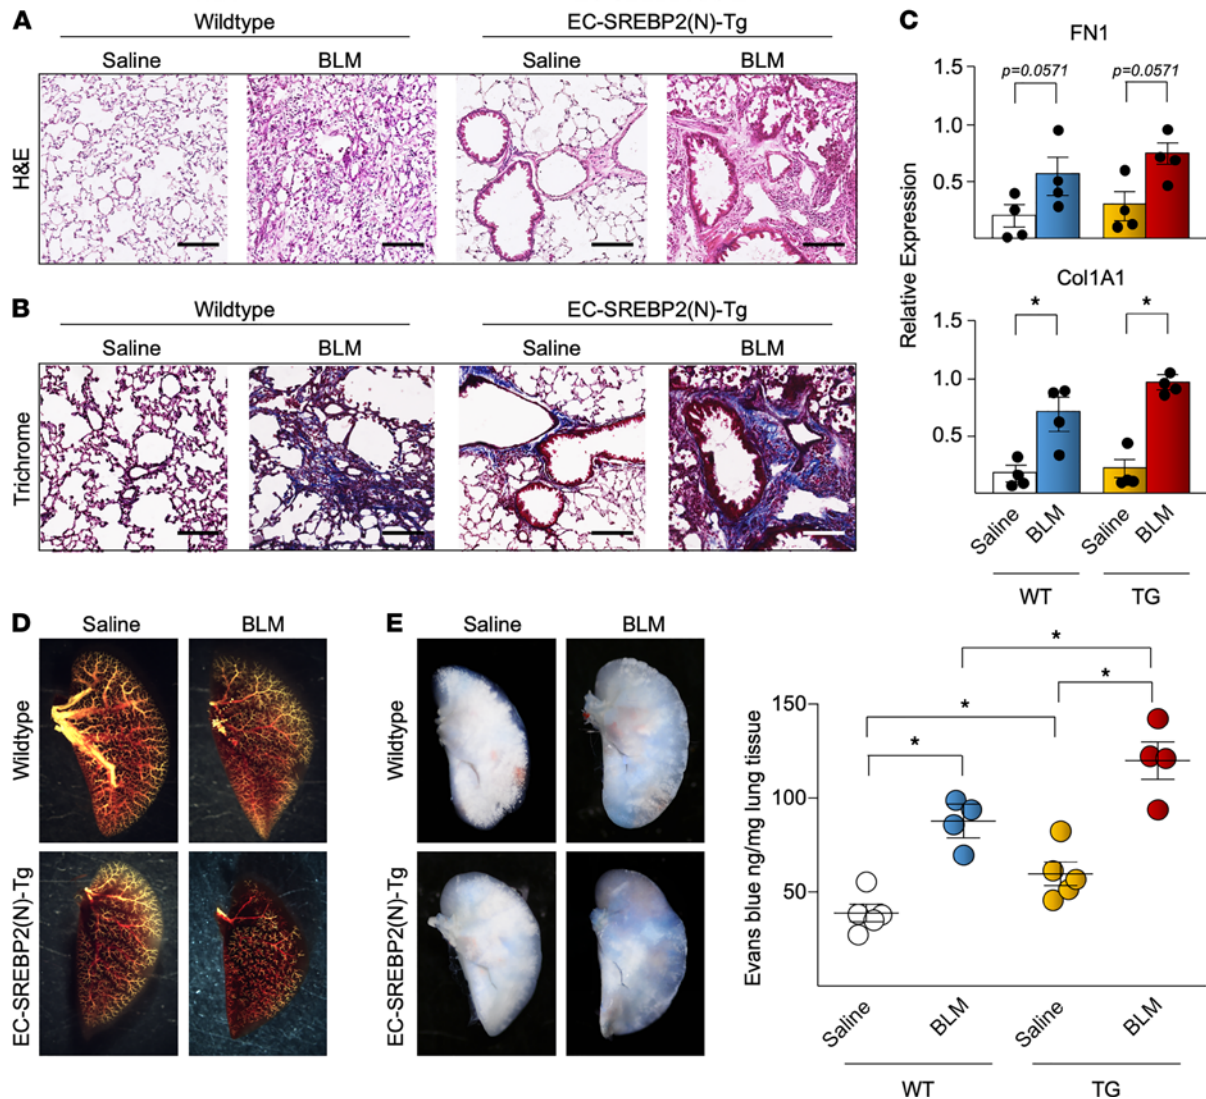 A
Wildtype
EC-SREBP2(N)-Tg
Saline
BLM
Saline
BLM
H&E
B
Wildtype
EC-SREBP2(N)-Tg
Saline
BLM
Saline
BLM
Trichrome
C
FN1
1.5
p=0.0571
p=0.0571
1.0
0.5
Relative Expression
Col1A1
1.5
*
*
1.0
0.5
Saline
BLM
Saline
BLM
WT
TG
D
Saline
BLM
Wildtype
EC-SREBP2(N)-Tg
E
Saline
BLM
Wildtype
EC-SREBP2(N)-Tg
Evans blue ng/mg lung tissue
150
100
50
*
*
*
*
Saline
BLM
Saline
BLM
WT
TG